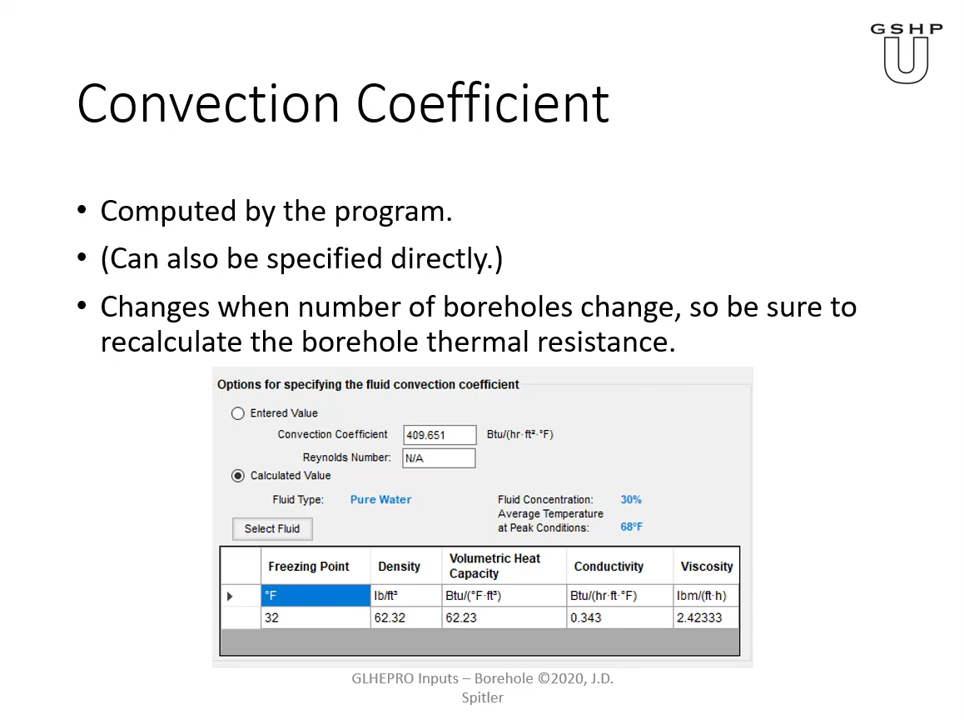 GSHP
U
Convection Coefficient
• Computed by the program.
• (Can also be specified directly.)
• Changes when number of boreholes change, so be sure to
recalculate the borehole thermal resistance.
Options for specifying the fluid convection coefficient
Entered Value
Convection Coefficient 409.651 Btu/(hr·ft²·°F)
Reynolds Number: N/A
Calculated Value
Fluid Type: Pure Water Fluid Concentration: 30%
Average Temperature
at Peak Conditions: 68°F
Select Fluid
Freezing Point Density Volumetric Heat
Capacity Conductivity Viscosity
°F lb/ft³ Btu/(°F·ft³) Btu/(hr·ft·°F) lbm/(ft·h)
32 62.32 62.23 0.343 2.42333
GLHEPRO Inputs – Borehole ©2020, J.D.
Spitler